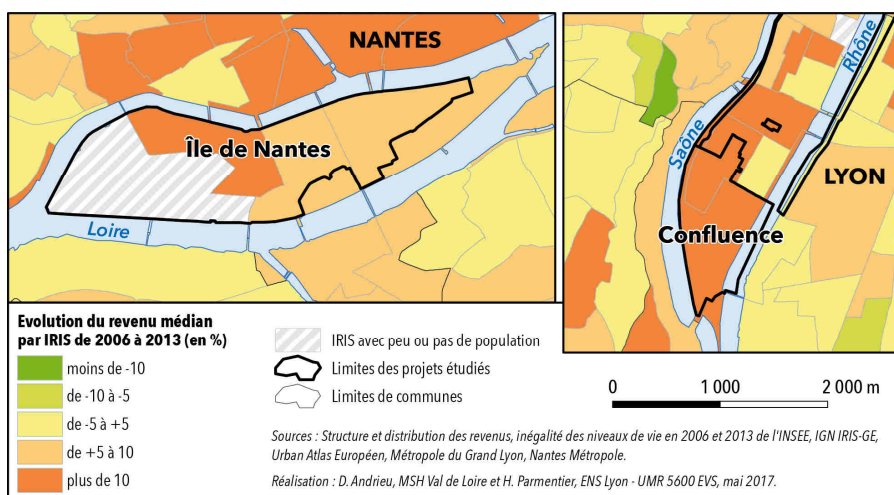 NANTES
Île de Nantes
Loire
Rhône
Saône
LYON
Confluence
Evolution du revenu médian
par IRIS de 2006 à 2013 (en %)
moins de -10
de -10 à -5
de -5 à +5
de +5 à 10
plus de 10
IRIS avec peu ou pas de population
Limites des projets étudiés
Limites de communes
0 1 000 2 000 m
Sources : Structure et distribution des revenus, inégalité des niveaux de vie en 2006 et 2013 de l'INSEE, IGN IRIS-GE,
Urban Atlas Européen, Métropole du Grand Lyon, Nantes Métropole.
Réalisation : D. Andrieu, MSH Val de Loire et H. Parmentier, ENS Lyon - UMR 5600 EVS, mai 2017.